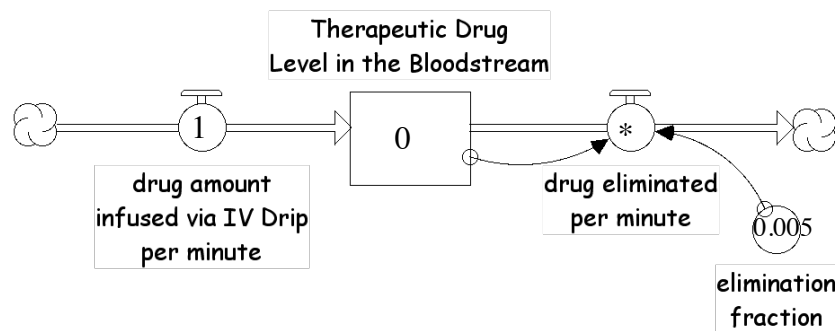 Therapeutic Drug
Level in the Bloodstream
1
0
*
drug amount
infused via IV Drip
per minute
drug eliminated
per minute
0.005
elimination
fraction